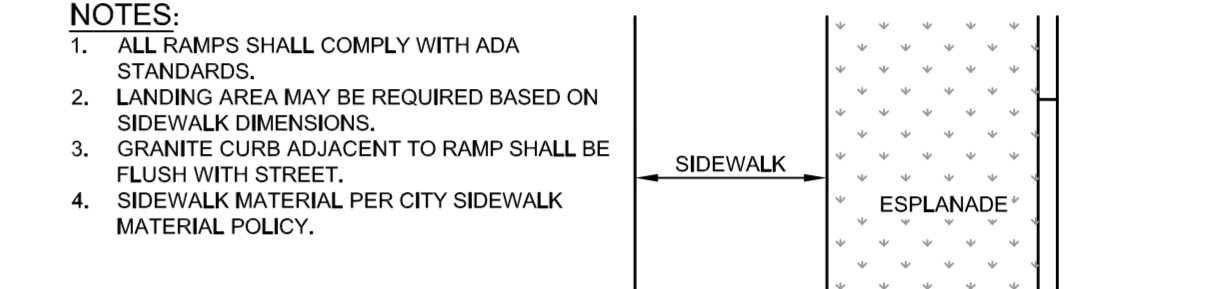 NOTES:
1. ALL RAMPS SHALL COMPLY WITH ADA
STANDARDS.
2. LANDING AREA MAY BE REQUIRED BASED ON
SIDEWALK DIMENSIONS.
3. GRANITE CURB ADJACENT TO RAMP SHALL BE
FLUSH WITH STREET.
4. SIDEWALK MATERIAL PER CITY SIDEWALK
MATERIAL POLICY.
SIDEWALK
ESPLANADE